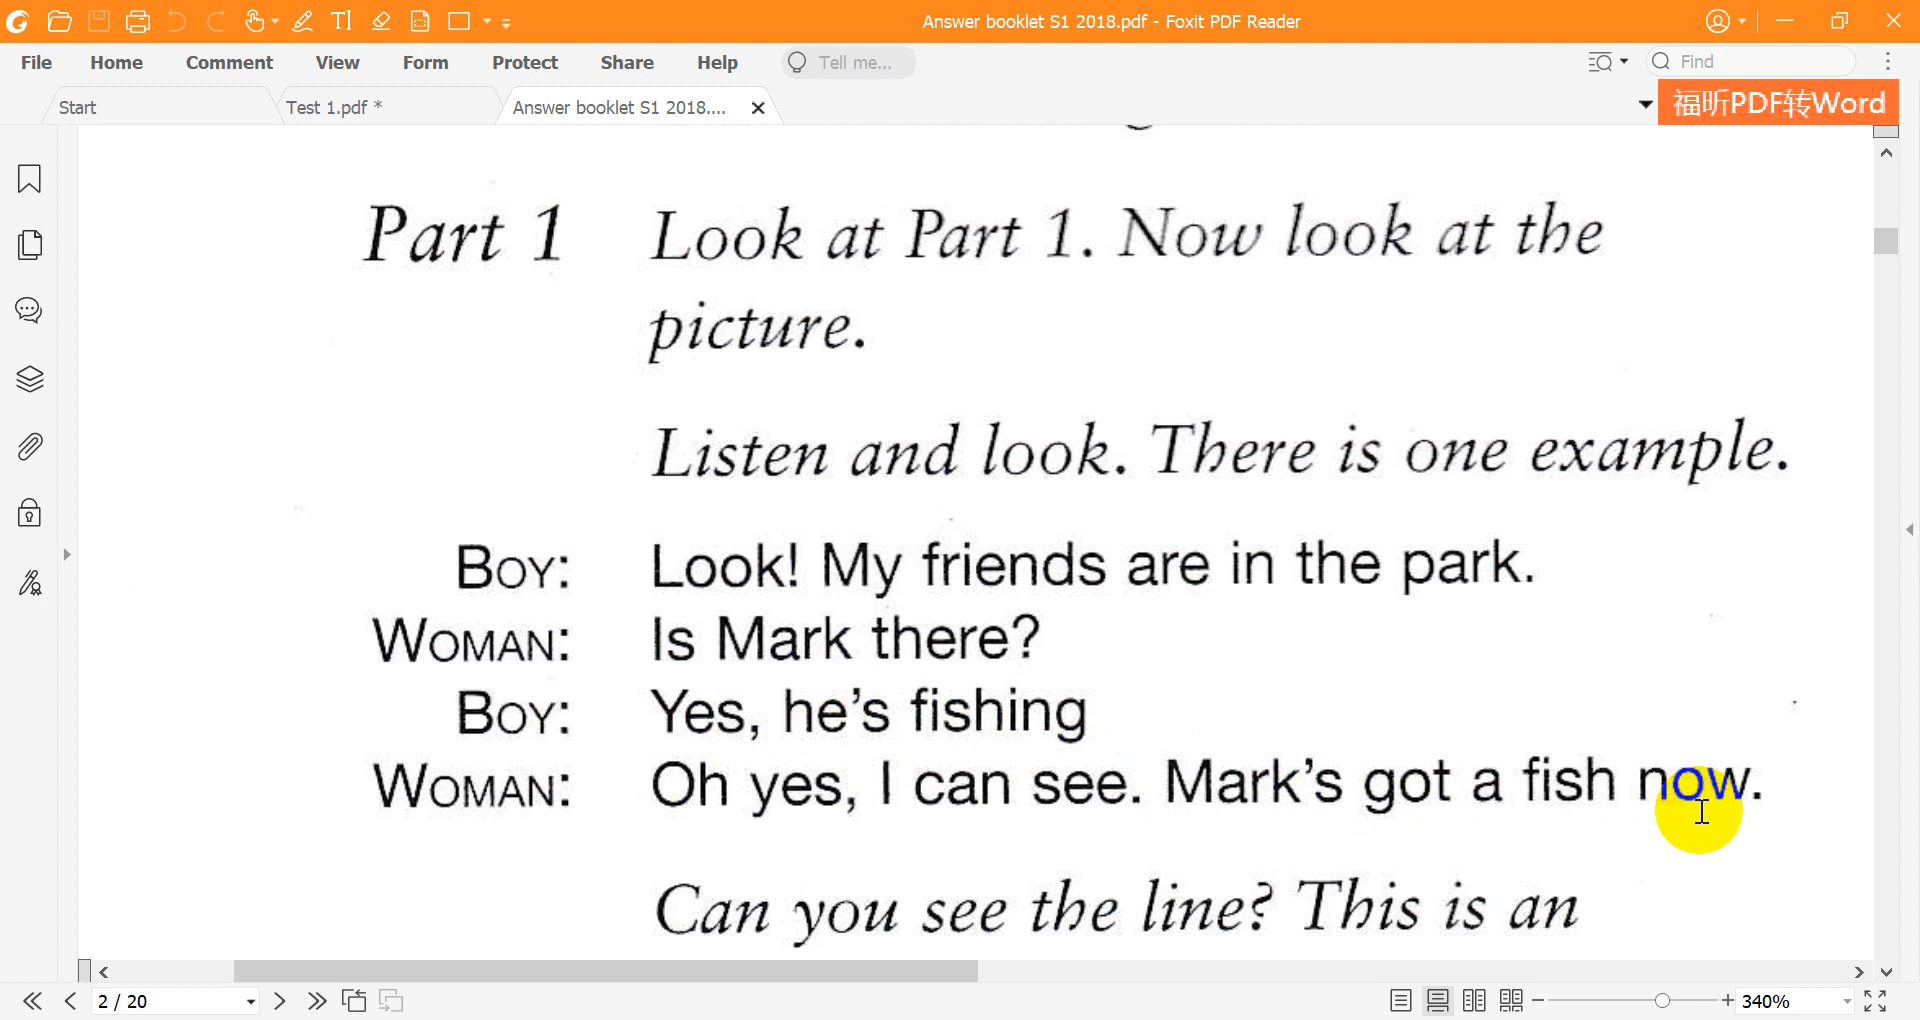 Answer booklet S1 2018.pdf - Foxit PDF Reader
File Home Comment View Form Protect Share Help Tell me... Find
Start Test 1.pdf * Answer booklet S1 2018.... 福昕PDF转Word
Part 1 Look at Part 1. Now look at the
picture.
Listen and look. There is one example.
BOY: Look! My friends are in the park.
WOMAN: Is Mark there?
BOY: Yes, he's fishing
WOMAN: Oh yes, I can see. Mark's got a fish now.
Can you see the line? This is an
2 / 20 340%